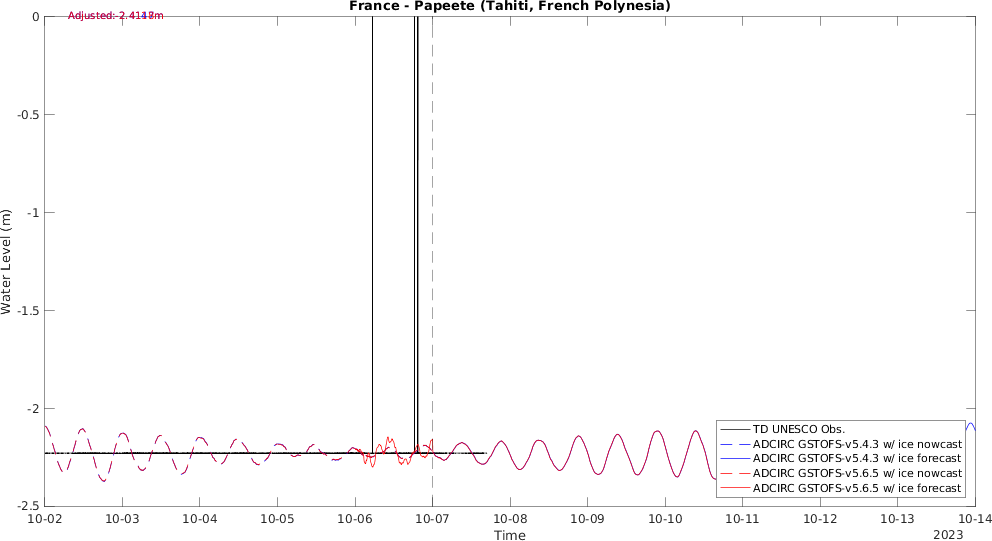 France - Papeete (Tahiti, French Polynesia)
Adjusted:
0
-0.5
-1
-1.5
-2
-2.5
Water Level (m)
10-02 10-03 10-04 10-05 10-06 10-07 10-08 10-09 10-10 10-11 10-12 10-13 10-14
Time
2023
TD UNESCO Obs.
ADCIRC GSTOFS-v5.4.3 w/ ice nowcast
ADCIRC GSTOFS-v5.4.3 w/ ice forecast
ADCIRC GSTOFS-v5.6.5 w/ ice nowcast
ADCIRC GSTOFS-v5.6.5 w/ ice forecast